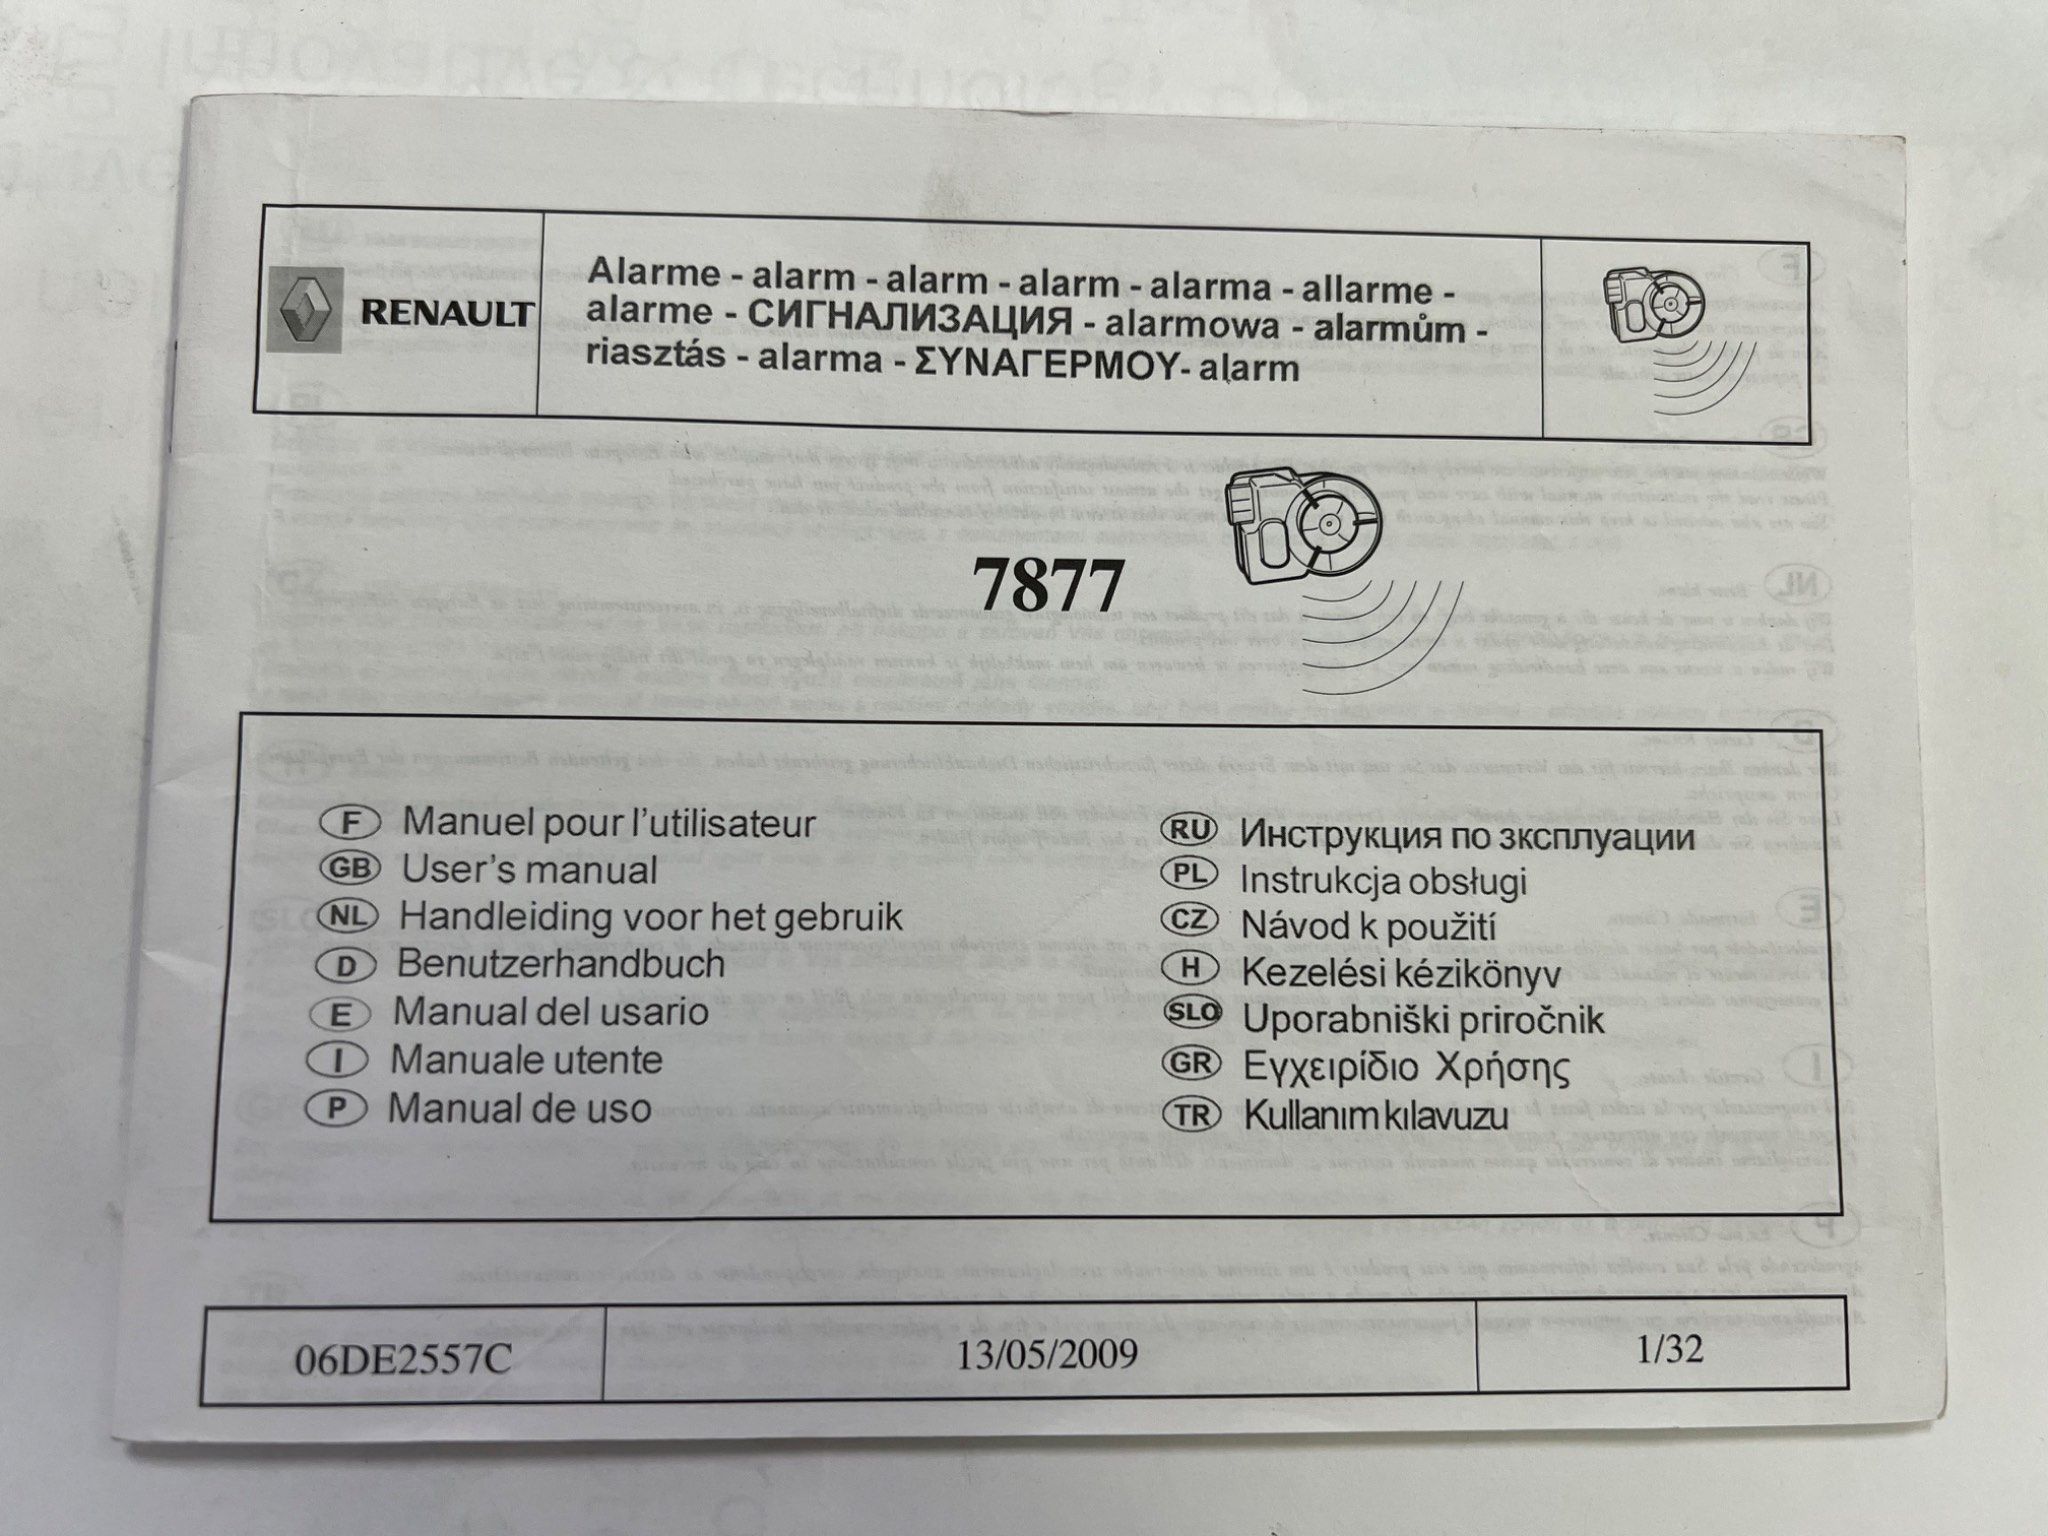 RENAULT
Alarme - alarm - alarm - alarm - alarma - allarme -
alarme - СИГНАЛИЗАЦИЯ - alarmowa - alarmům -
riasztás - alarma - ΣΥΝΑΓΕΡΜΟΥ- alarm
7877
F Manuel pour l'utilisateur
GB User's manual
NL Handleiding voor het gebruik
D Benutzerhandbuch
E Manual del usario
I Manuale utente
P Manual de uso
RU Инструкция по зксплуации
PL Instrukcja obsługi
CZ Návod k použití
H Kezelési kézikönyv
SLO Uporabniški priročnik
GR Εγχειρίδιο Χρήσης
TR Kullanım kılavuzu
06DE2557C
13/05/2009
1/32